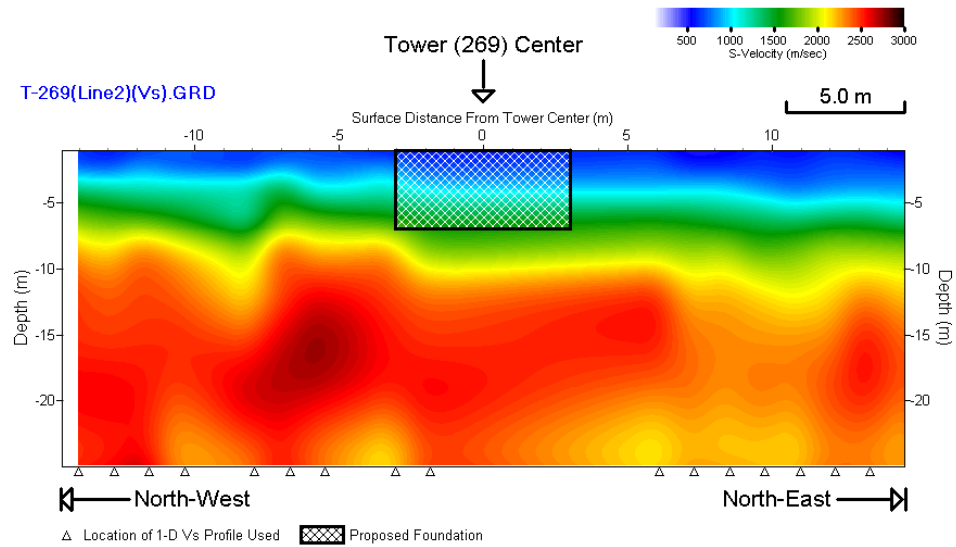 500 1000 1500 2000 2500 3000
S-Velocity (m/sec)
Tower (269) Center
T-269(Line2)(Vs).GRD
5.0 m
Surface Distance From Tower Center (m)
-10 -5 0 5 10
-5 -5
-10 -10
Depth (m) Depth (m)
-15 -15
-20 -20
North-West North-East
Location of 1-D Vs Profile Used Proposed Foundation